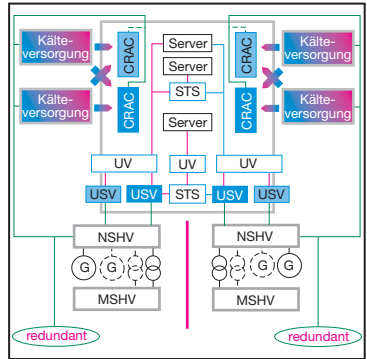 Kälte-
versorgung
CRAC
Server
CRAC
Kälte-
versorgung
Server
Kälte-
versorgung
CRAC
STS
CRAC
Kälte-
versorgung
Server
UV
UV
UV
USV
USV
STS
USV
USV
NSHV
NSHV
G
G
G
G
MSHV
MSHV
redundant
redundant